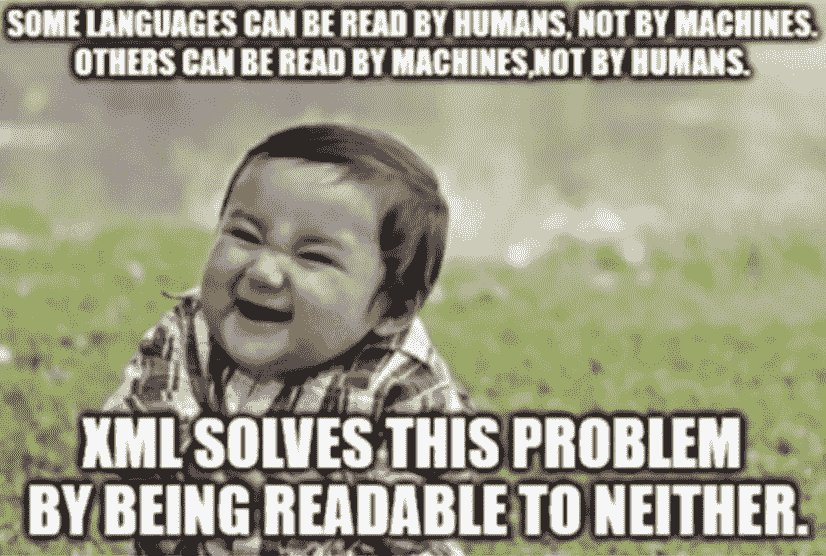 SOME LANGUAGES CAN BE READ BY HUMANS, NOT BY MACHINES.
OTHERS CAN BE READ BY MACHINES,NOT BY HUMANS.
XML SOLVES THIS PROBLEM
BY BEING READABLE TO NEITHER.